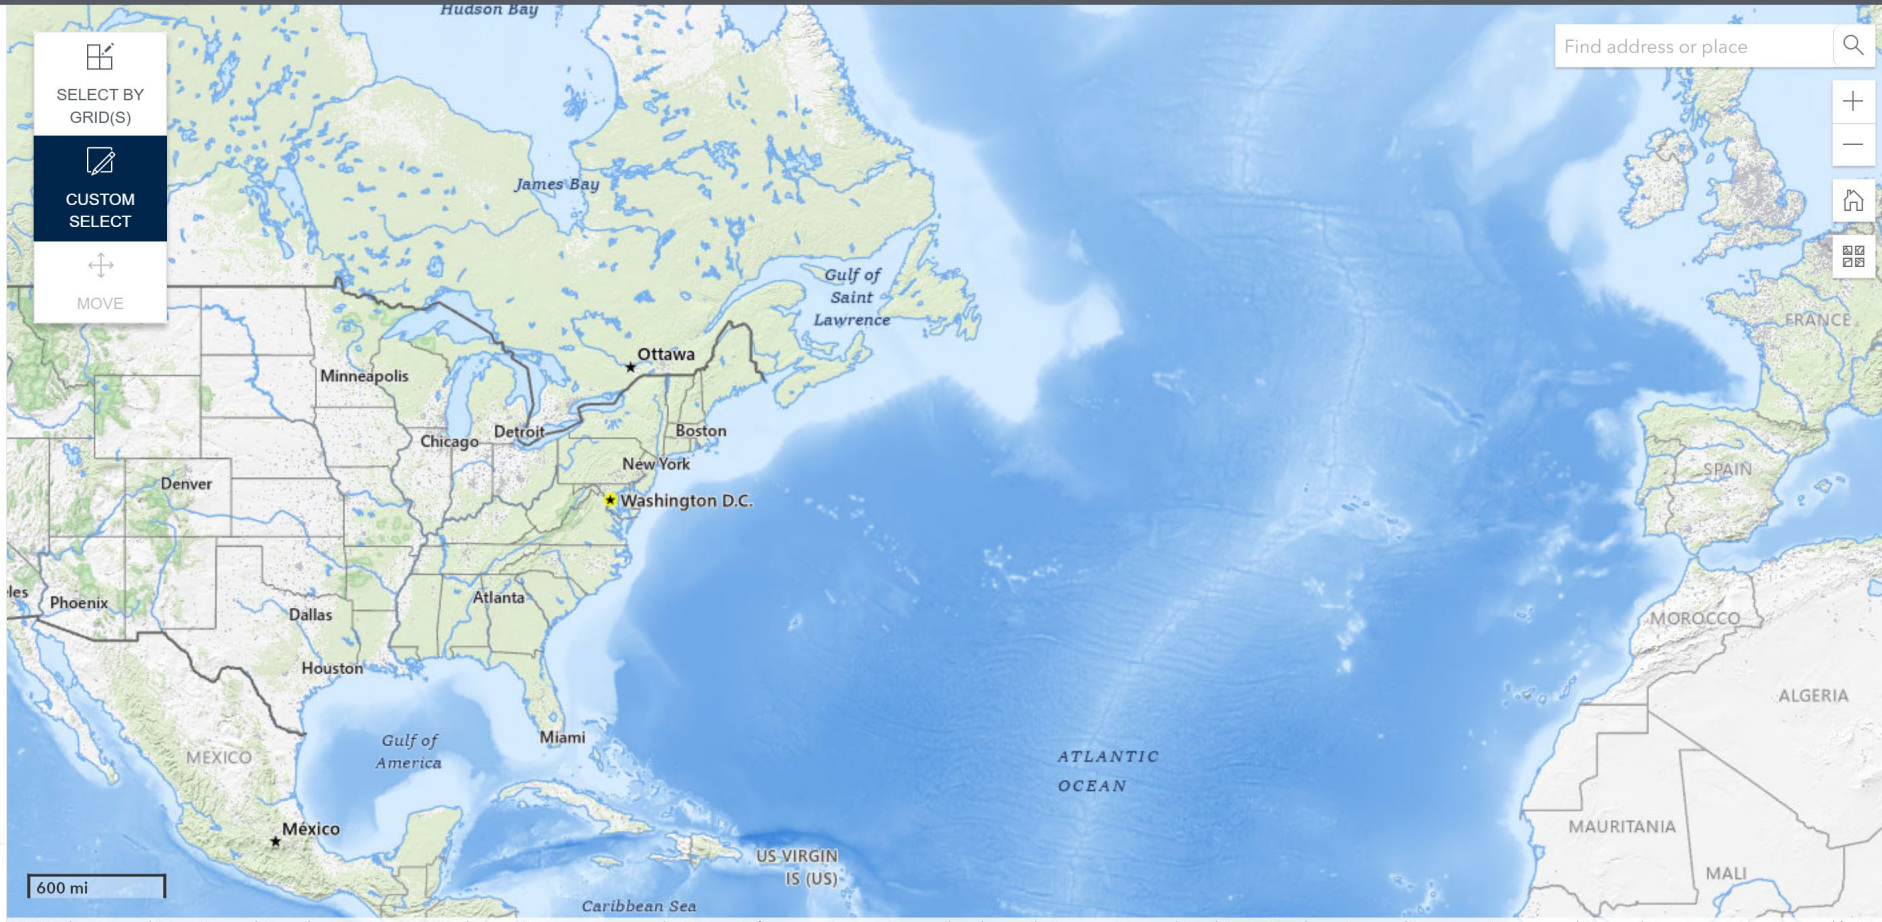 Hudson Bay
Find address or place
SELECT BY
GRID(S)
CUSTOM
SELECT
MOVE
James Bay
Gulf of
Saint
Lawrence
FRANCE
Ottawa
Minneapolis
Chicago
Detroit
Boston
New York
SPAIN
Denver
Washington D.C.
les
Phoenix
Atlanta
Dallas
MOROCCO
Houston
ALGERIA
Miami
Gulf of
America
MEXICO
ATLANTIC
OCEAN
México
MAURITANIA
US VIRGIN
IS (US)
MALI
600 mi
Caribbean Sea